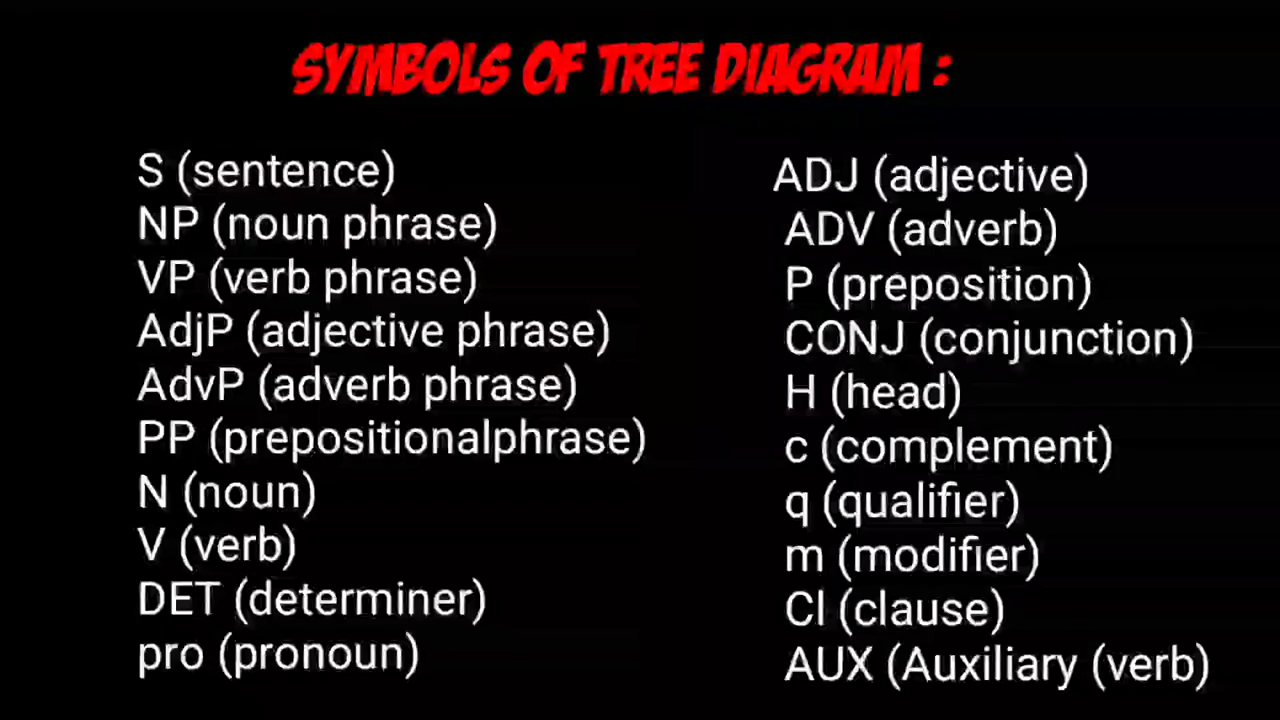 SYMBOLS OF TREE DIAGRAM :
S (sentence)
NP (noun phrase)
VP (verb phrase)
AdjP (adjective phrase)
AdvP (adverb phrase)
PP (prepositionalphrase)
N (noun)
V (verb)
DET (determiner)
pro (pronoun)
ADJ (adjective)
ADV (adverb)
P (preposition)
CONJ (conjunction)
H (head)
c (complement)
q (qualifier)
m (modifier)
Cl (clause)
AUX (Auxiliary (verb)